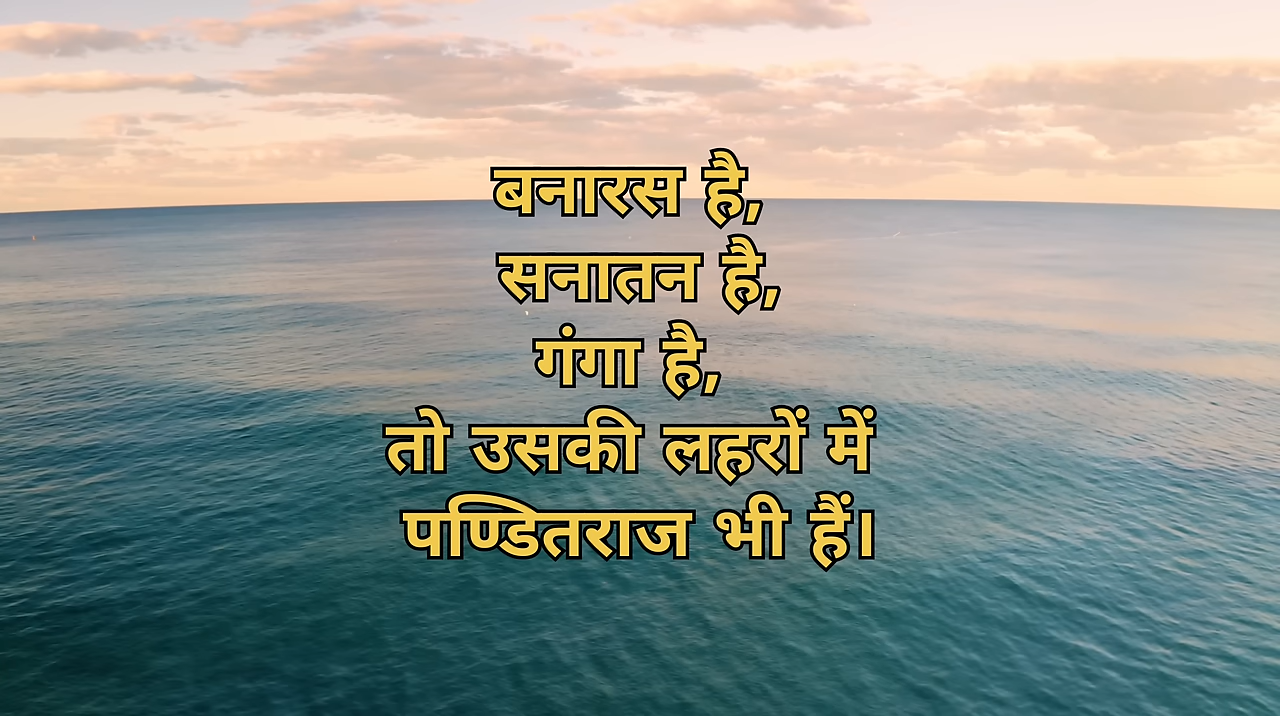 बनारस है,
सनातन है,
गंगा है,
तो उसकी लहरों में
पण्डितराज भी हैं।